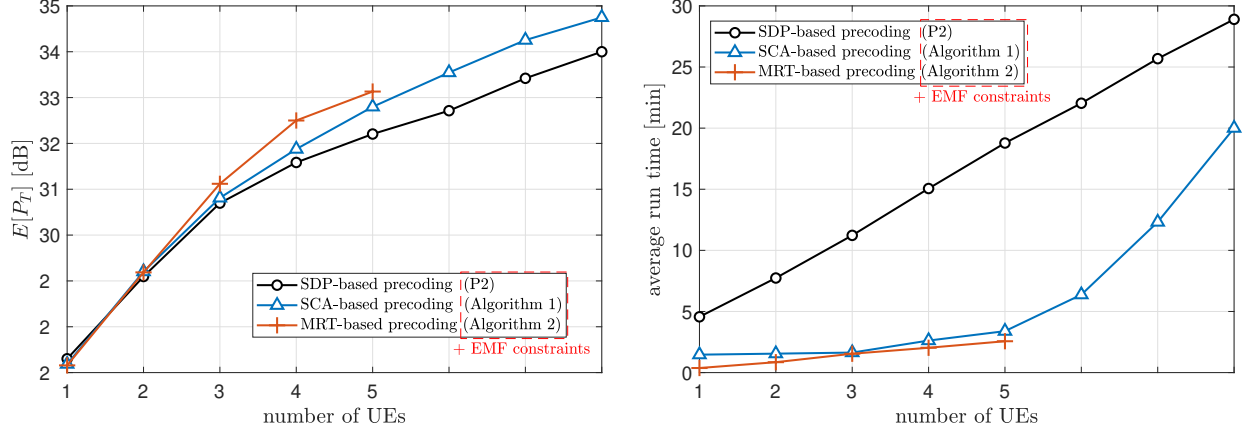 35
34
33
32
31
30
2
2
2
E[P_T] [dB]
SDP-based precoding (P2)
SCA-based precoding (Algorithm 1)
MRT-based precoding (Algorithm 2)
+ EMF constraints
1 2 3 4 5
number of UEs
30
25
20
15
10
5
0
average run time [min]
SDP-based precoding (P2)
SCA-based precoding (Algorithm 1)
MRT-based precoding (Algorithm 2)
+ EMF constraints
1 2 3 4 5
number of UEs